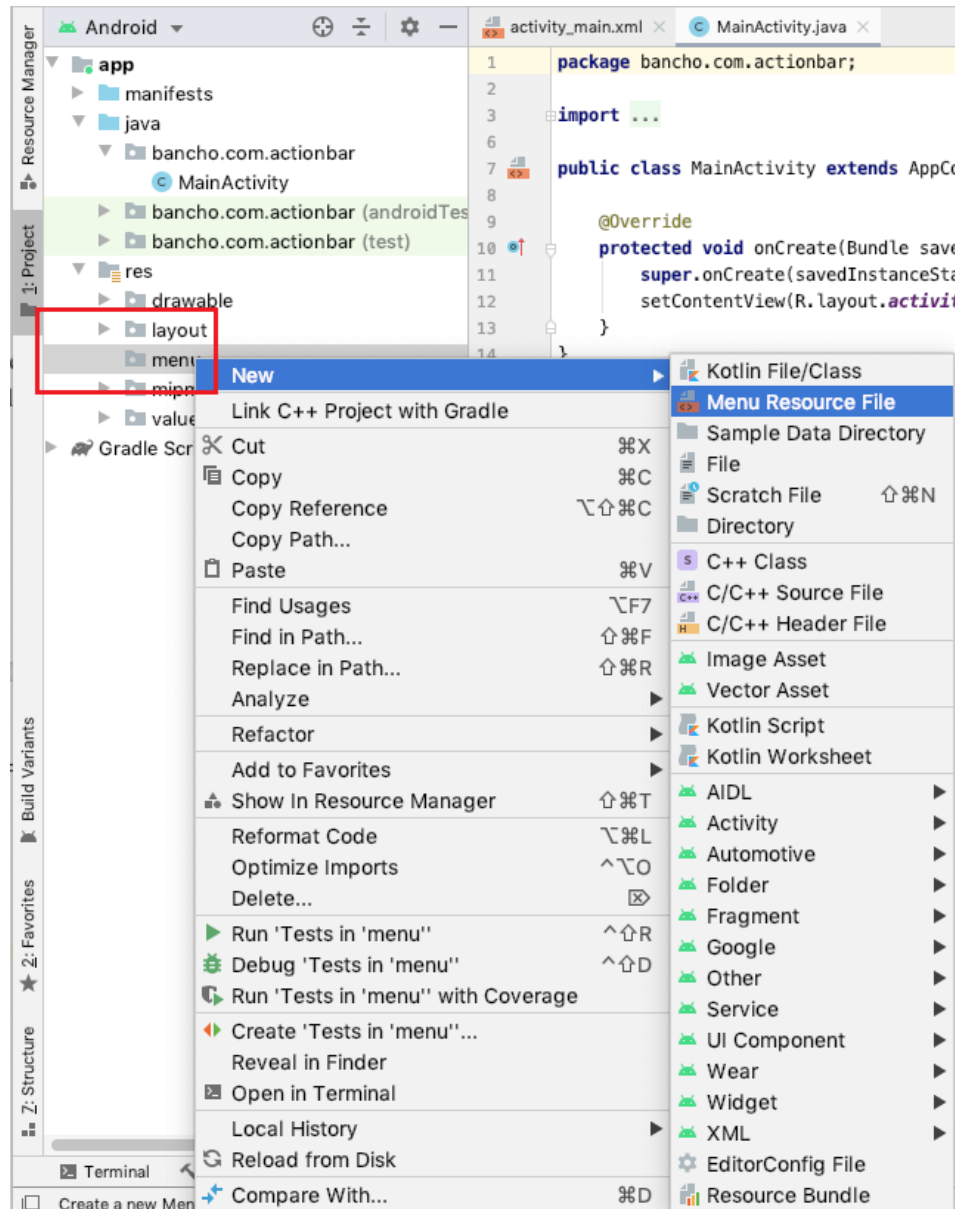 Resource Manager
1: Project
Build Variants
2: Favorites
7: Structure
Android
app
manifests
java
bancho.com.actionbar
MainActivity
bancho.com.actionbar (androidTes
bancho.com.actionbar (test)
res
drawable
layout
menu
mipm
value
Gradle Scr
Terminal
Create a new Men
activity_main.xml
MainActivity.java
1 package bancho.com.actionbar;
2
3 import ...
6
7 public class MainActivity extends AppCo
8
9 @Override
10 protected void onCreate(Bundle save
11 super.onCreate(savedInstanceSta
12 setContentView(R.layout.activit
13 }
14 }
New
Link C++ Project with Gradle
Cut ⌘X
Copy ⌘C
Copy Reference ⌥⇧⌘C
Copy Path...
Paste ⌘V
Find Usages ⌥F7
Find in Path... ⇧⌘F
Replace in Path... ⇧⌘R
Analyze
Refactor
Add to Favorites
Show In Resource Manager ⇧⌘T
Reformat Code ⌥⌘L
Optimize Imports ^⌥O
Delete... ⌦
Run 'Tests in 'menu'' ^⇧R
Debug 'Tests in 'menu'' ^⇧D
Run 'Tests in 'menu'' with Coverage
Create 'Tests in 'menu''...
Reveal in Finder
Open in Terminal
Local History
Reload from Disk
Compare With... ⌘D
Kotlin File/Class
Menu Resource File
Sample Data Directory
File
Scratch File ⇧⌘N
Directory
S C++ Class
C++ C/C++ Source File
H C/C++ Header File
Image Asset
Vector Asset
Kotlin Script
Kotlin Worksheet
AIDL
Activity
Automotive
Folder
Fragment
Google
Other
Service
UI Component
Wear
Widget
XML
EditorConfig File
Resource Bundle